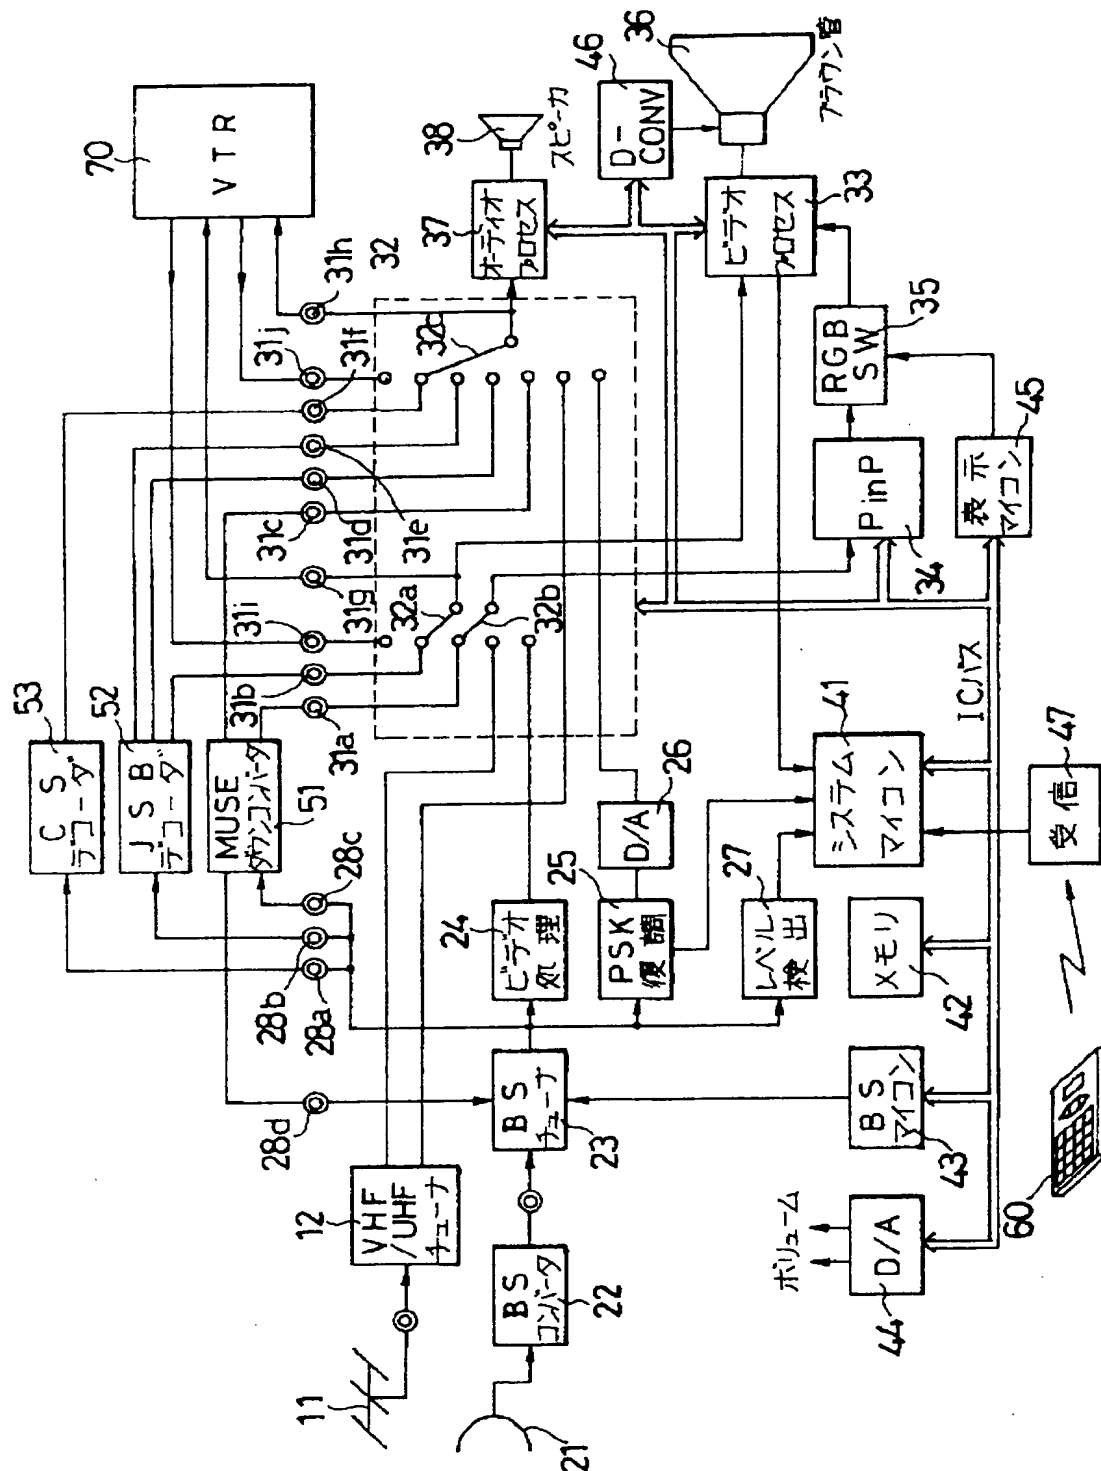 11
12
VHF
/UHF
チューナ
21
22
BS
コンバータ
23
BS
チューナ
24
ビデオ
処理
25
PSK
復調
26
D/A
27
レベル
検出
28a
28b
28c
28d
51
MUSE
ダウンコンバータ
52
JSB
デコーダ
53
DCS
デコーダ
31a
31b
31i
31g
31c
31d
31e
31f
31j
31h
32
32a
32b
32c
70
VTR
37
オーディオ
プロセス
38
スピーカ
46
D-
CONV
36
ブラウン管
33
ビデオ
プロセス
35
RGB
SW
34
PinP
45
表示
マイコン
41
システム
マイコン
42
メモリ
43
BS
マイコン
44
D/A
ボリューム
ICバス
47
受信
60